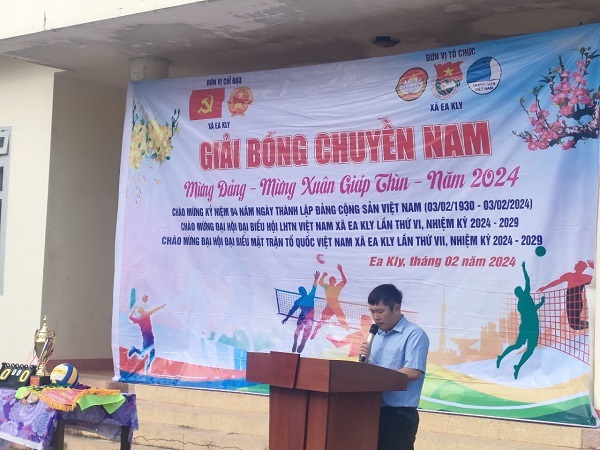 ĐƠN VỊ CHỈ ĐẠO
XÃ EA KLY
ĐƠN VỊ TỔ CHỨC
XÃ EA KLY
GIẢI BÓNG CHUYỀN NAM
Mừng Đảng - Mừng Xuân Giáp Thìn - Năm 2024
CHÀO MỪNG KỶ NIỆM 94 NĂM NGÀY THÀNH LẬP ĐẢNG CỘNG SẢN VIỆT NAM (03/02/1930 - 03/02/2024)
CHÀO MỪNG ĐẠI HỘI ĐẠI BIỂU HỘI LHTN VIỆT NAM XÃ EA KLY LẦN THỨ VI, NHIỆM KỲ 2024 - 2029
CHÀO MỪNG ĐẠI HỘI ĐẠI BIỂU MẶT TRẬN TỔ QUỐC VIỆT NAM XÃ EA KLY LẦN THỨ VII, NHIỆM KỲ 2024 - 2029
Ea Kly, tháng 02 năm 2024